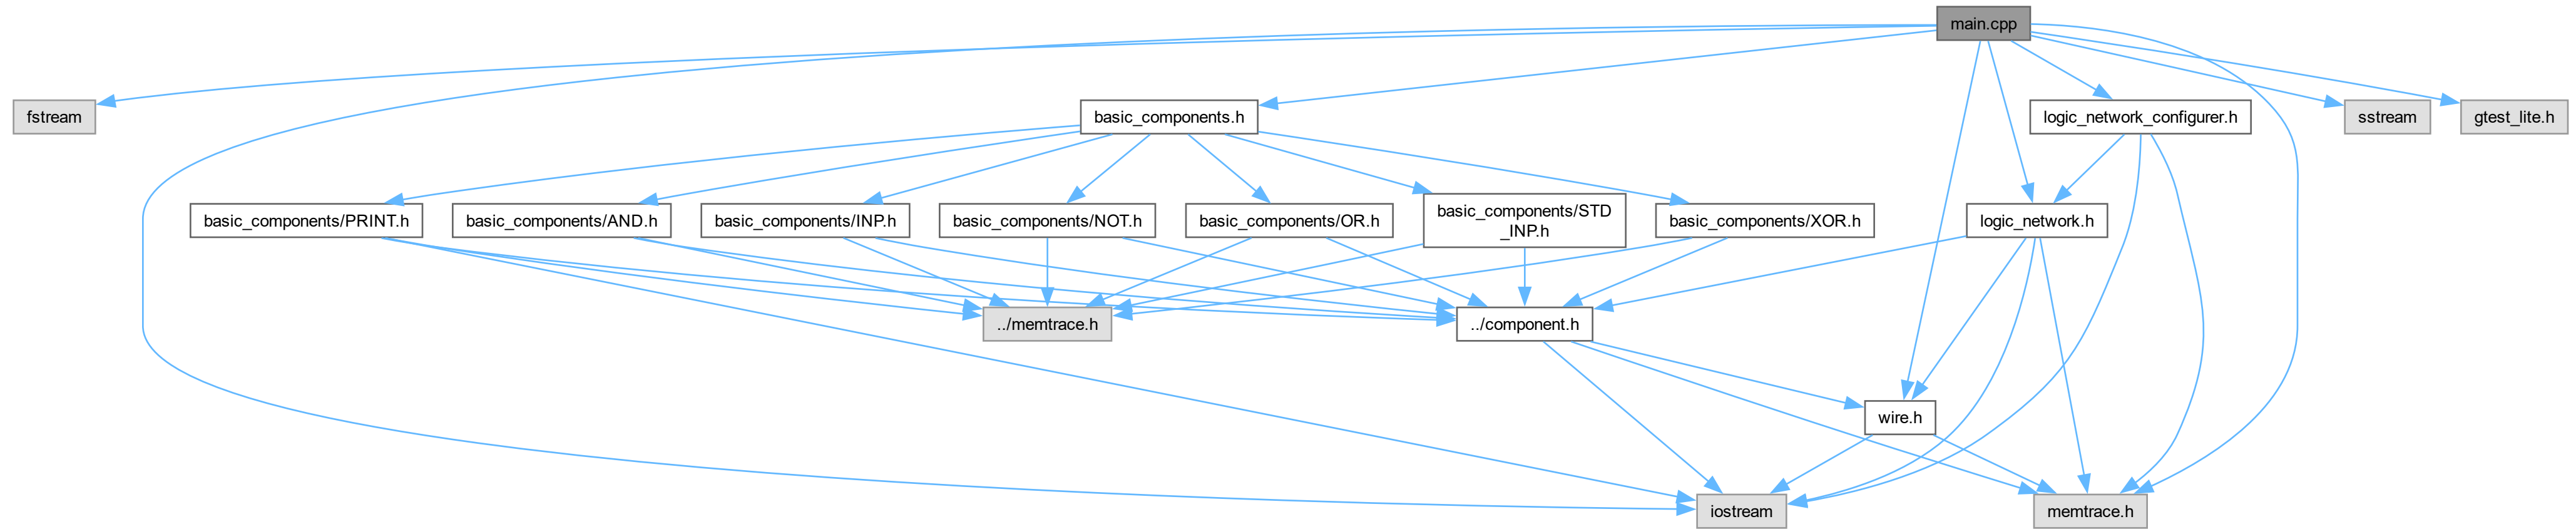 main.cpp
fstream
basic_components.h
logic_network_configurer.h
sstream
gtest_lite.h
basic_components/PRINT.h
basic_components/AND.h
basic_components/INP.h
basic_components/NOT.h
basic_components/OR.h
basic_components/STD
_INP.h
basic_components/XOR.h
logic_network.h
../memtrace.h
../component.h
wire.h
iostream
memtrace.h